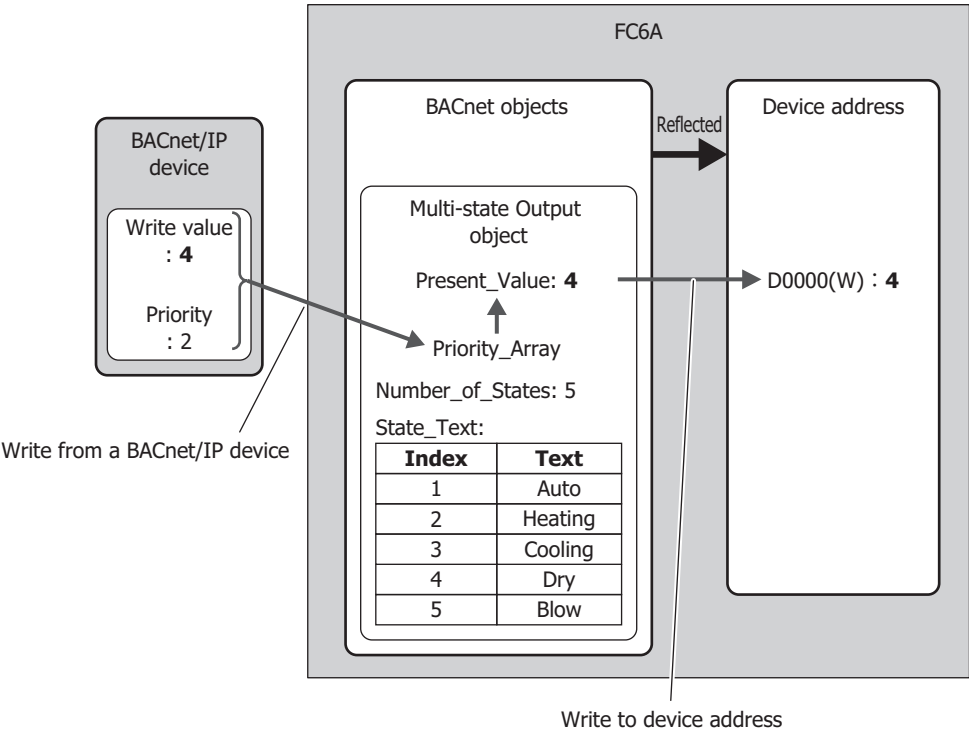 FC6A
BACnet/IP
device
Write value
: 4
Priority
: 2
Write from a BACnet/IP device
BACnet objects
Multi-state Output
object
Present_Value: 4
Priority_Array
Number_of_States: 5
State_Text:
Index Text
1 Auto
2 Heating
3 Cooling
4 Dry
5 Blow
Reflected
Device address
D0000(W) : 4
Write to device address